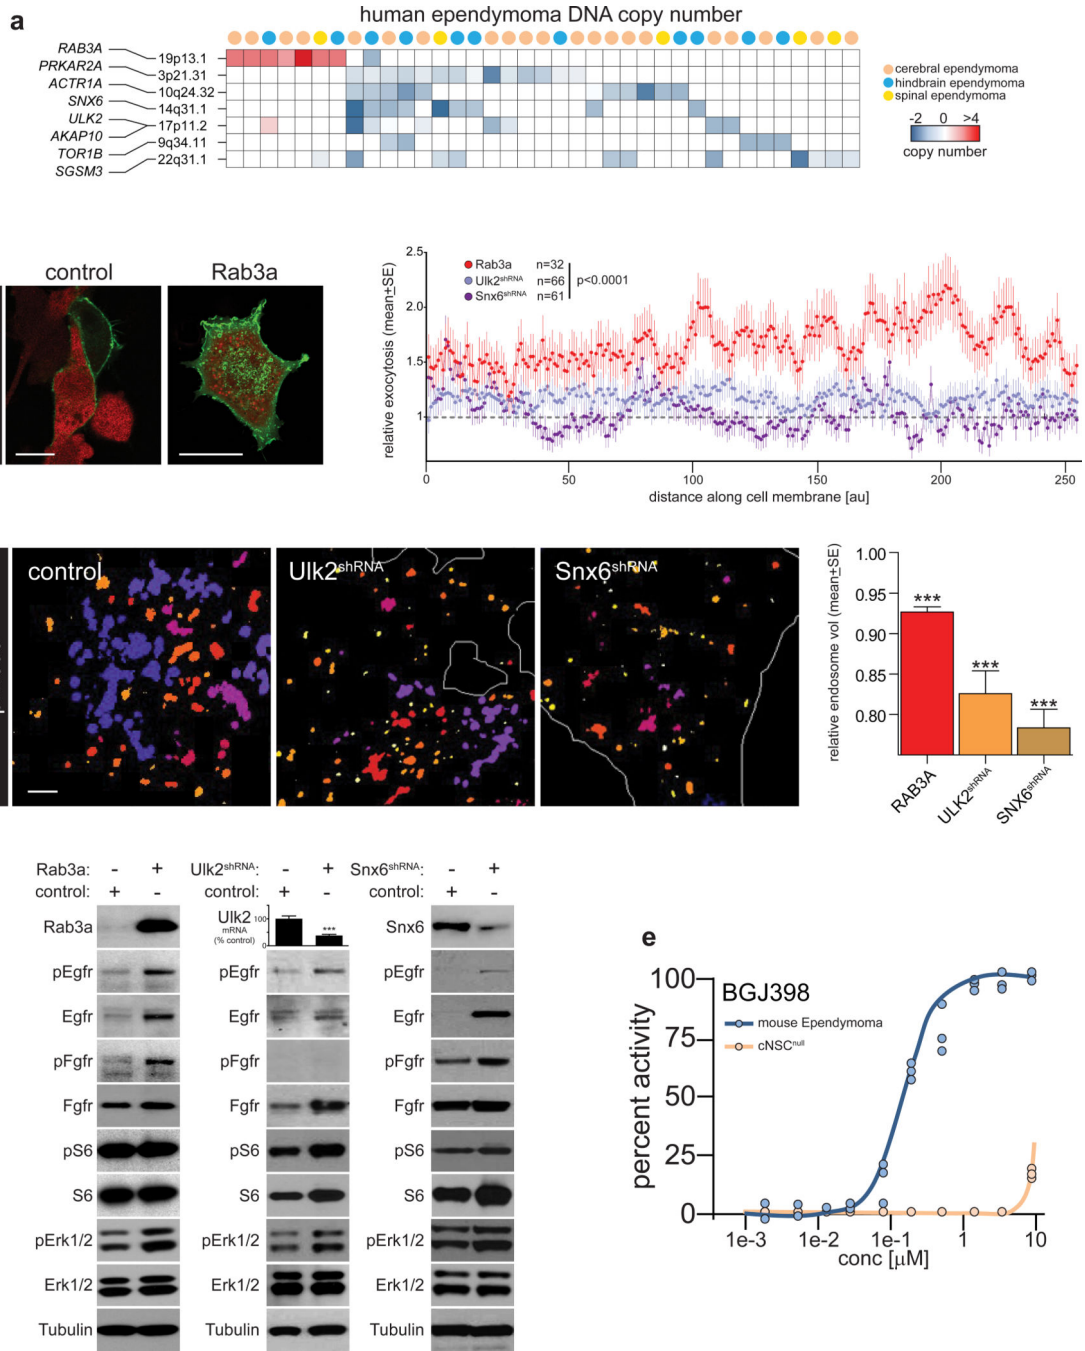 a
human ependymoma DNA copy number
RAB3A
PRKAR2A
ACTR1A
SNX6
ULK2
AKAP10
TOR1B
SGSM3
19p13.1
3p21.31
10q24.32
14q31.1
17p11.2
9q34.11
22q31.1
cerebral ependymoma
hindbrain ependymoma
spinal ependymoma
-2 0 >4
copy number
control
Rab3a
relative exocytosis (mean±SE)
2.5
2.0
1.5
1
Rab3a n=32
Ulk2shRNA n=66
Snx6shRNA n=61
p<0.0001
0 50 100 150 200 250
distance along cell membrane [au]
control
Ulk2shRNA
Snx6shRNA
relative endosome vol (mean±SE)
1.00
0.95
0.90
0.85
0.80
***
***
***
RAB3A
ULK2shRNA
SNX6shRNA
Rab3a: - +
control: + -
Rab3a
pEgfr
Egfr
pFgfr
Fgfr
pS6
S6
pErk1/2
Erk1/2
Tubulin
Ulk2shRNA: - +
control: + -
Ulk2
mRNA
(% control)
100
0
***
pEgfr
Egfr
pFgfr
Fgfr
pS6
S6
pErk1/2
Erk1/2
Tubulin
Snx6shRNA: - +
control: + -
Snx6
pEgfr
Egfr
pFgfr
Fgfr
pS6
S6
pErk1/2
Erk1/2
Tubulin
e
percent activity
100
75
50
25
0
BGJ398
mouse Ependymoma
cNSCnull
1e-3 1e-2 1e-1 1 10
conc [µM]